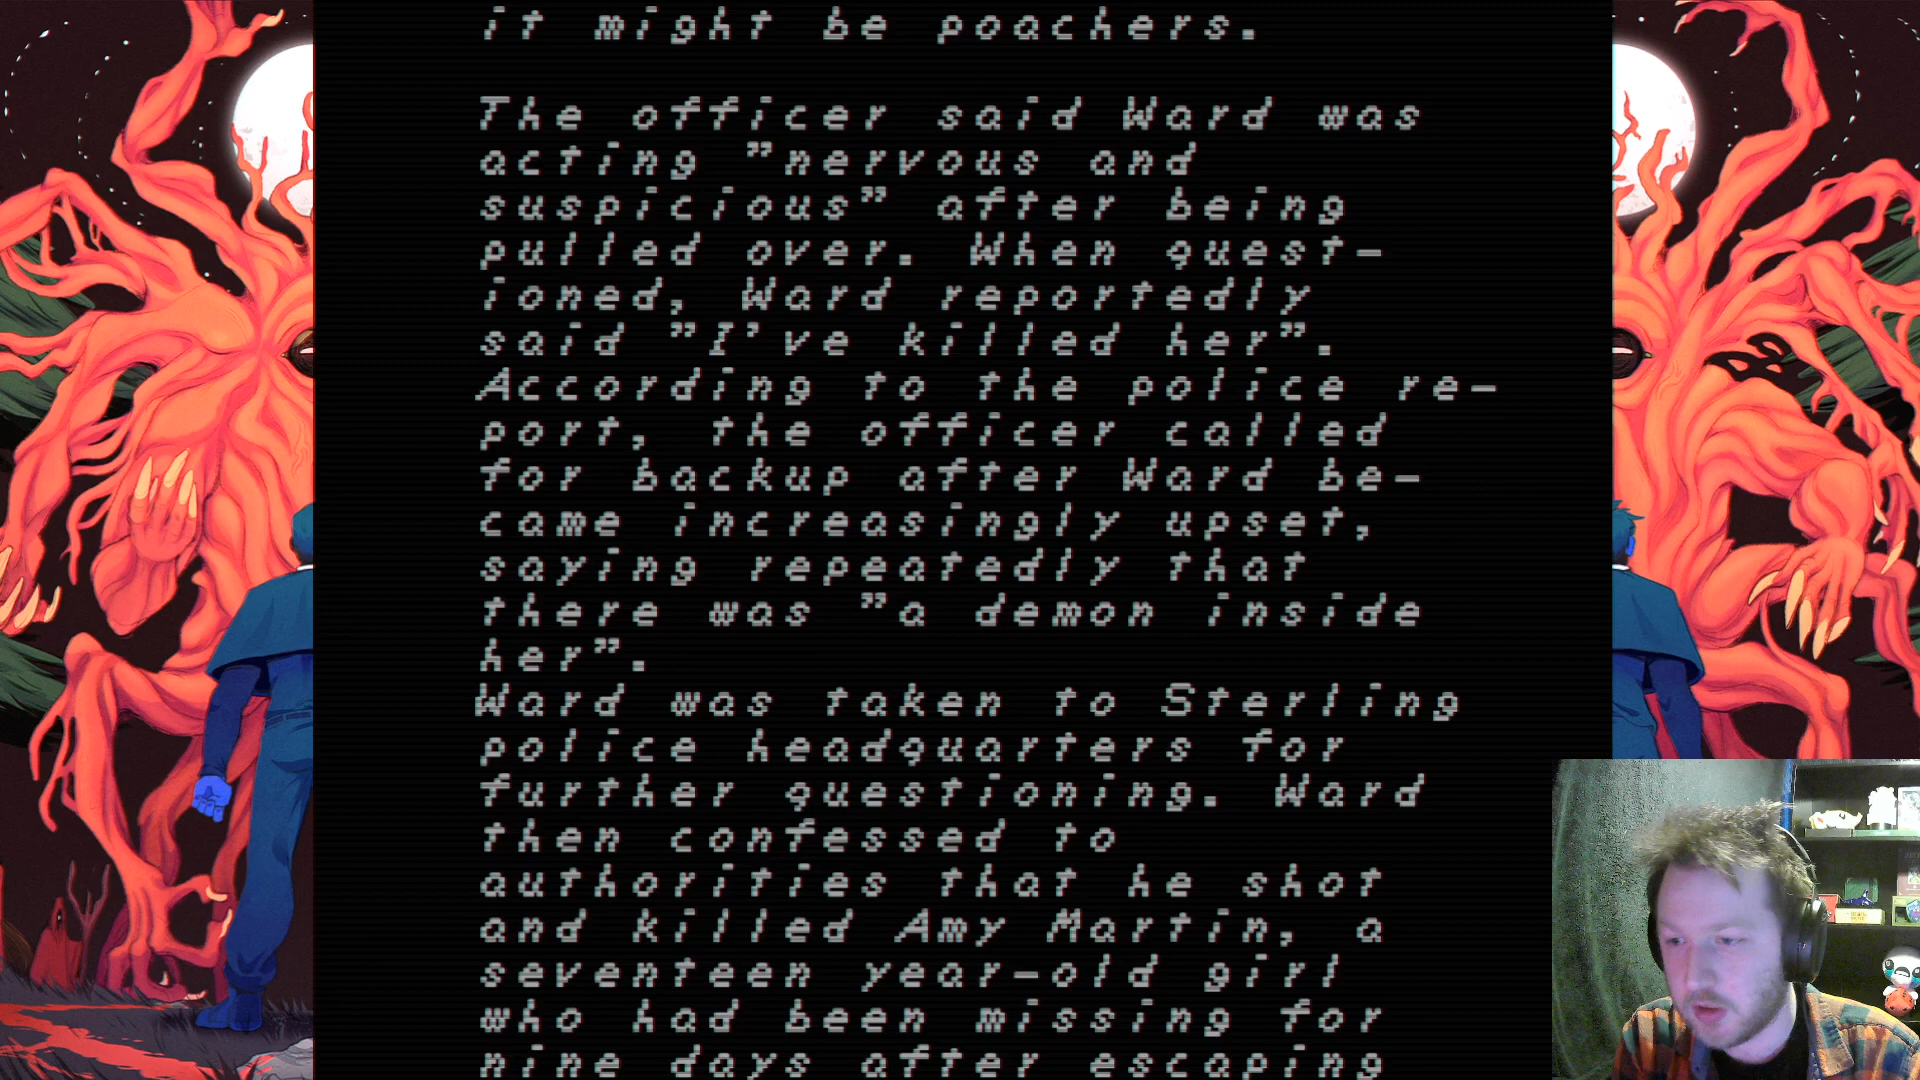 it might be poachers.
The officer said Ward was
acting "nervous and
suspicious" after being
pulled over. When quest-
ioned, Ward reportedly
said "I've killed her".
According to the police re-
port, the officer called
for backup after Ward be-
came increasingly upset,
saying repeatedly that
there was "a demon inside
her".
Ward was taken to Sterling
police headquarters for
further questioning. Ward
then confessed to
authorities that he shot
and killed Amy Martin, a
seventeen year-old girl
who had been missing for
nine days after escaping